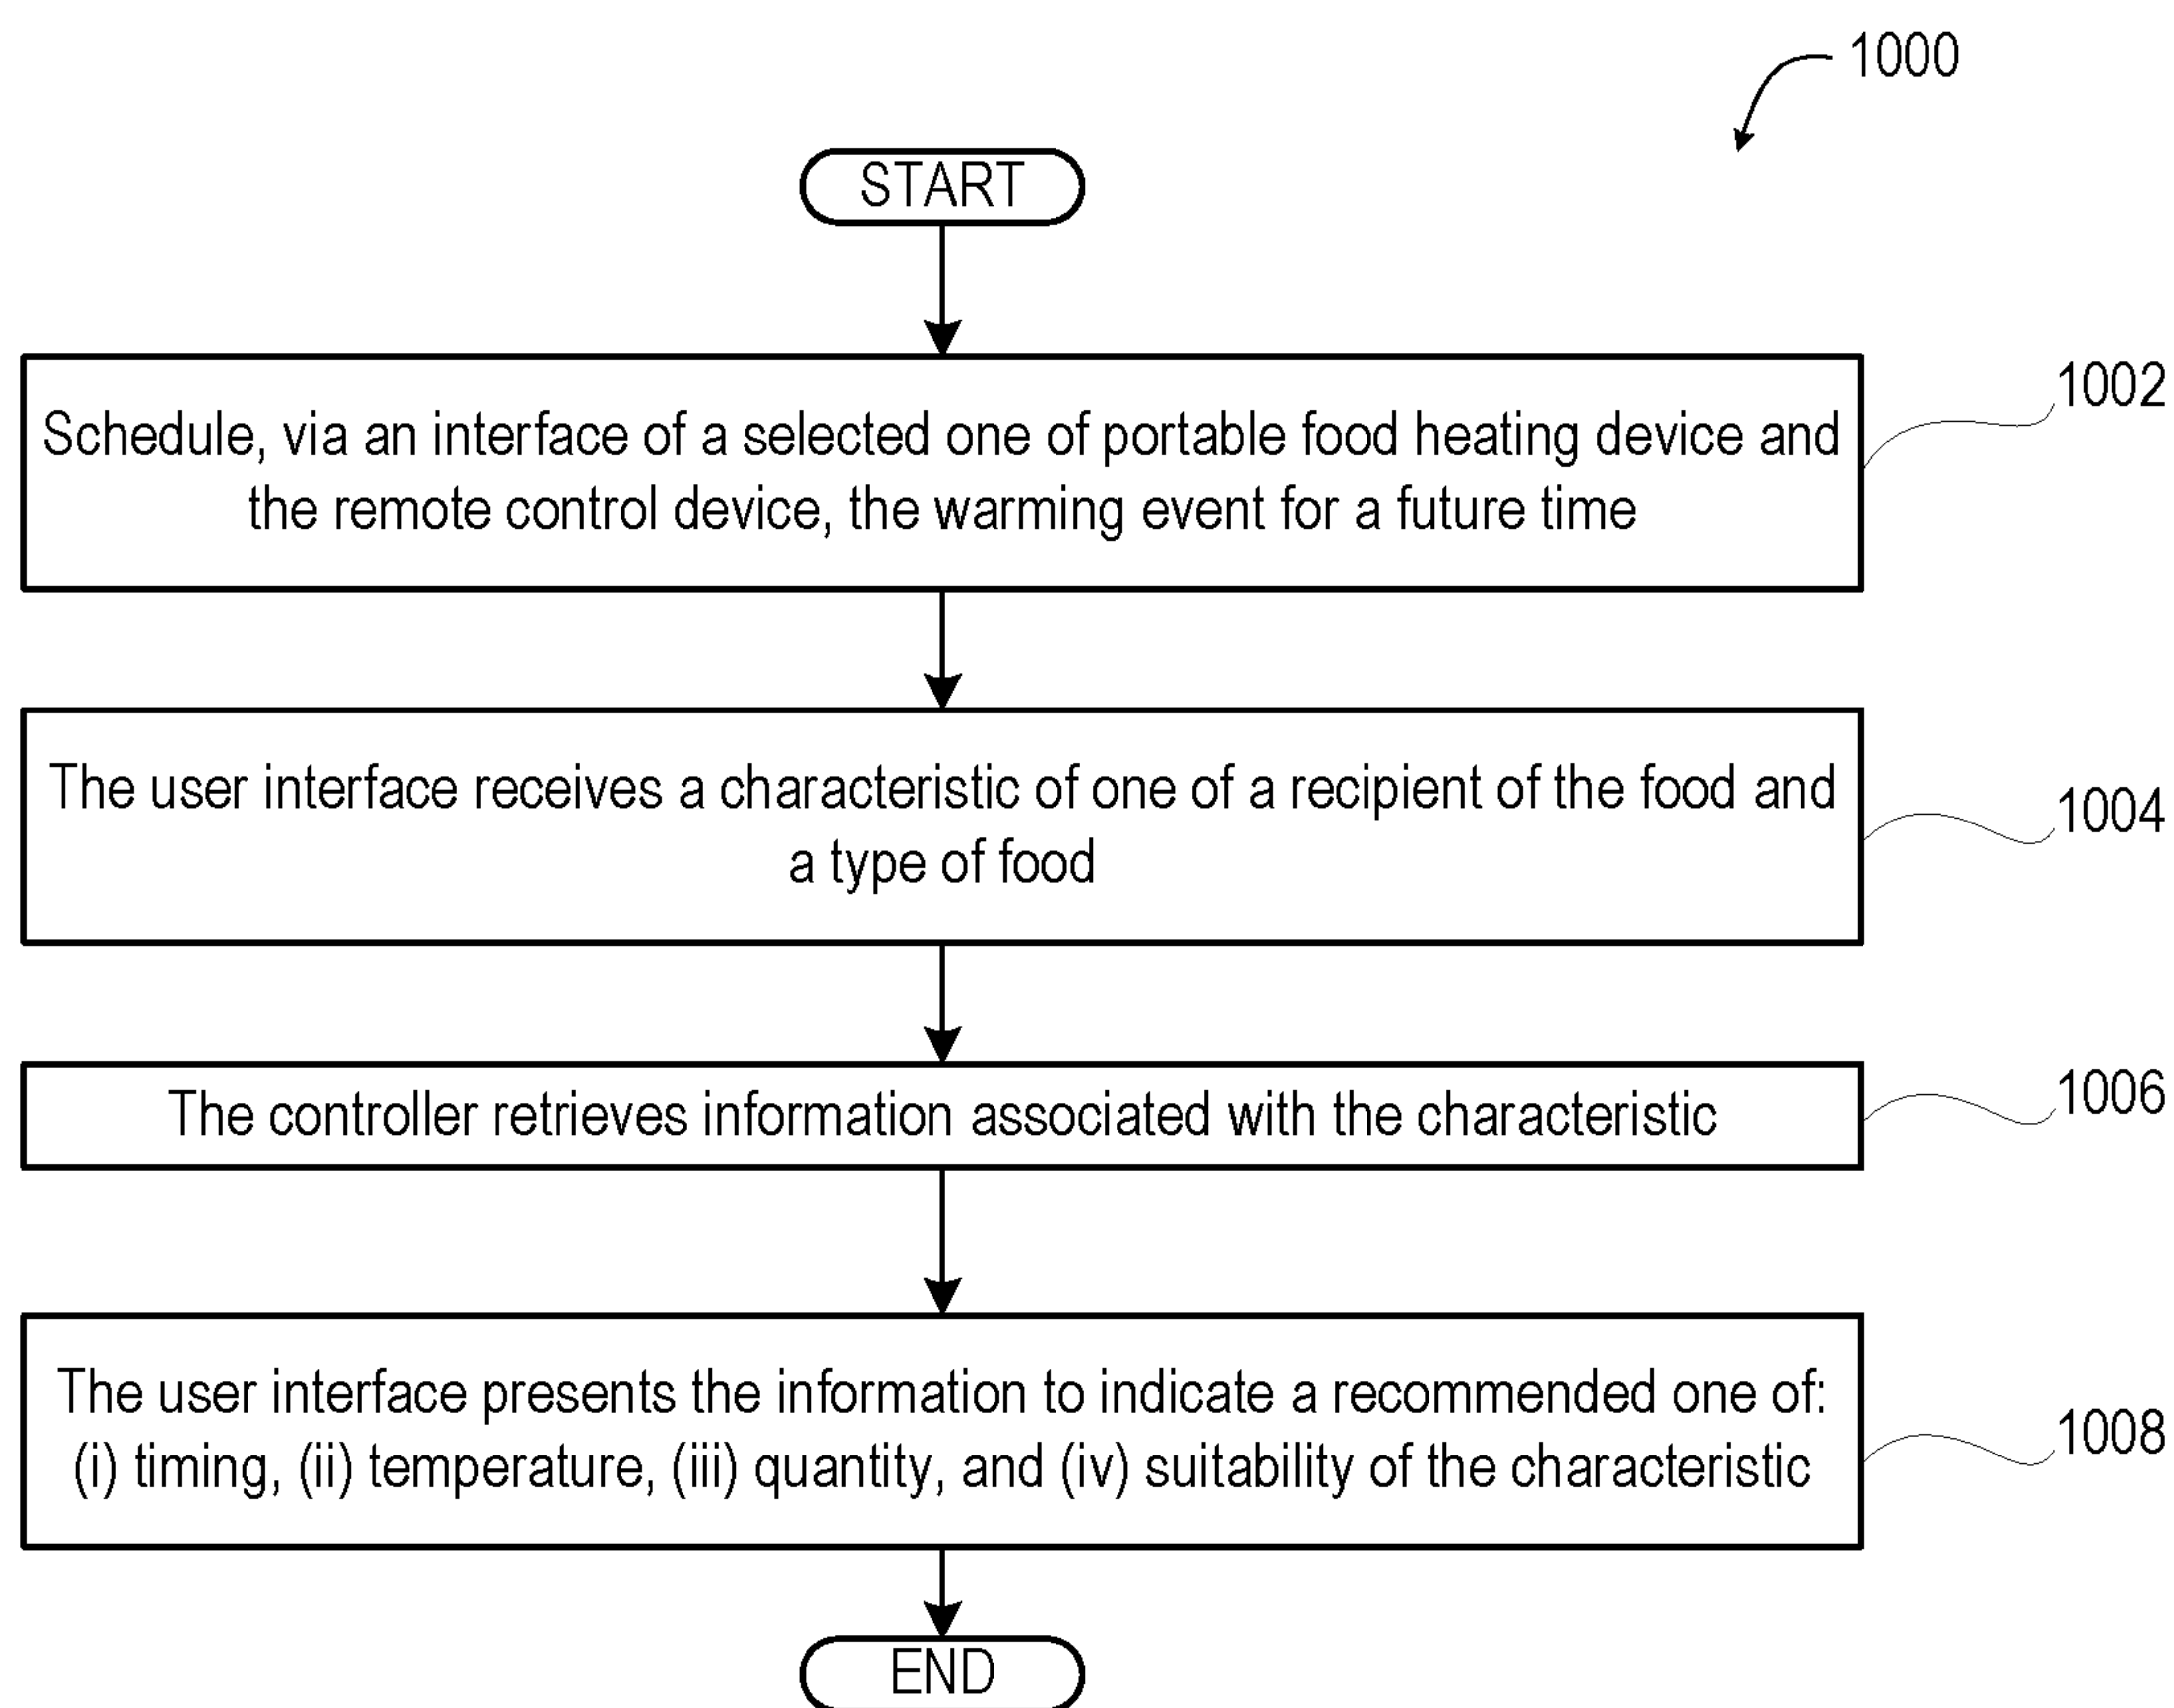 1000
START
Schedule, via an interface of a selected one of portable food heating device and
the remote control device, the warming event for a future time
1002
The user interface receives a characteristic of one of a recipient of the food and
a type of food
1004
The controller retrieves information associated with the characteristic
1006
The user interface presents the information to indicate a recommended one of:
(i) timing, (ii) temperature, (iii) quantity, and (iv) suitability of the characteristic
1008
END